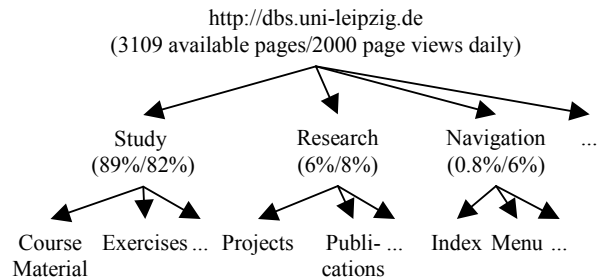 http://dbs.uni-leipzig.de
(3109 available pages/2000 page views daily)
Study Research Navigation ...
(89%/82%) (6%/8%) (0.8%/6%)
Course Exercises ... Projects Publi- ... Index Menu ...
Material cations